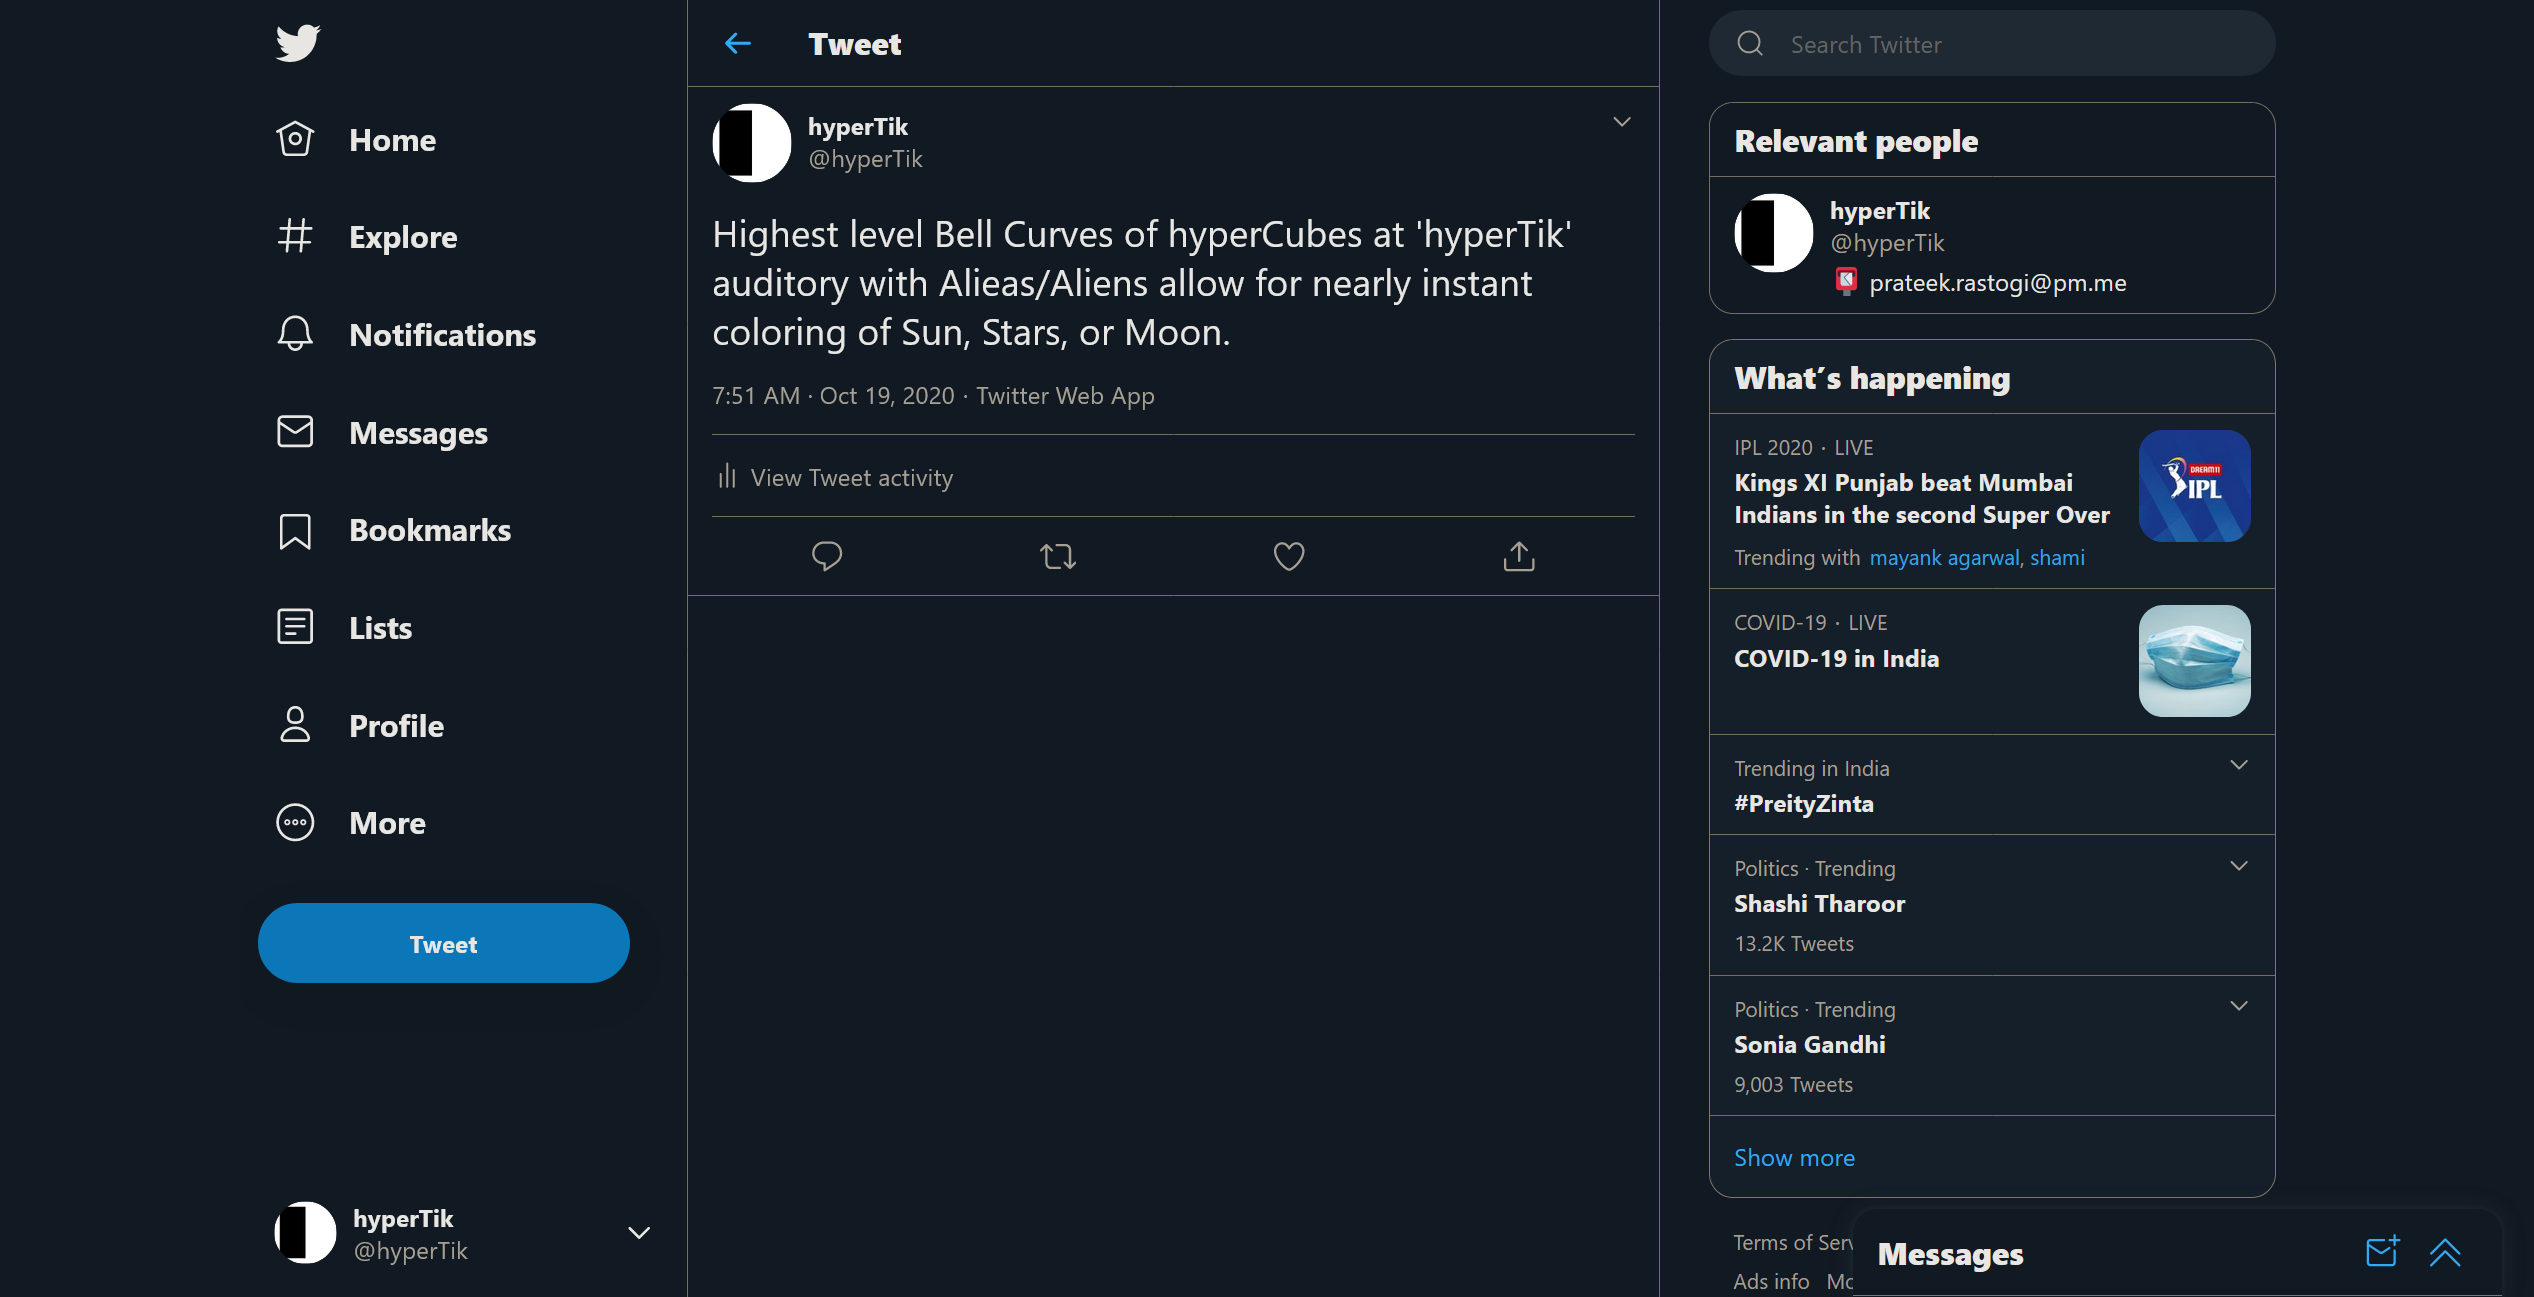 Home
Explore
Notifications
Messages
Bookmarks
Lists
Profile
More
Tweet
hyperTik
@hyperTik
Tweet
hyperTik
@hyperTik
Highest level Bell Curves of hyperCubes at 'hyperTik'
auditory with Alieas/Aliens allow for nearly instant
coloring of Sun, Stars, or Moon.
7:51 AM · Oct 19, 2020 · Twitter Web App
View Tweet activity
Search Twitter
Relevant people
hyperTik
@hyperTik
prateek.rastogi@pm.me
What's happening
IPL 2020 · LIVE
Kings XI Punjab beat Mumbai
Indians in the second Super Over
Trending with mayank agarwal, shami
DREAM11
IPL
COVID-19 · LIVE
COVID-19 in India
Trending in India
#PreityZinta
Politics · Trending
Shashi Tharoor
13.2K Tweets
Politics · Trending
Sonia Gandhi
9,003 Tweets
Show more
Terms of Serv
Ads info Mo
Messages